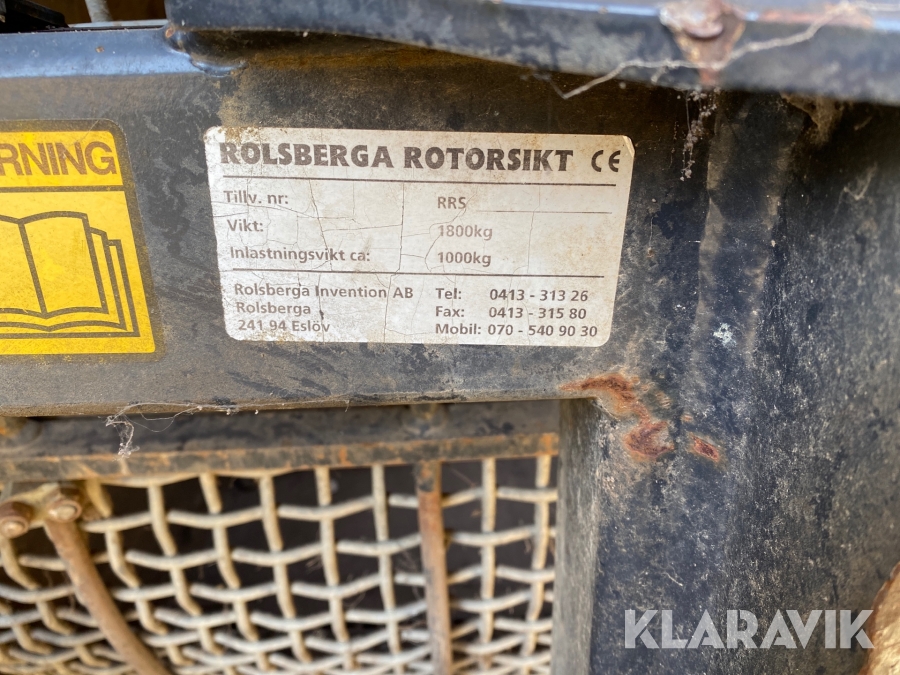 RNING
ROLSBERGA ROTORSIKT CE
Tillv. nr: RRS
Vikt: 1800kg
Inlastningsvikt ca: 1000kg
Rolsberga Invention AB Tel: 0413 - 313 26
Rolsberga Fax: 0413 - 315 80
241 94 Eslöv Mobil: 070 - 540 90 30
KLARAVIK